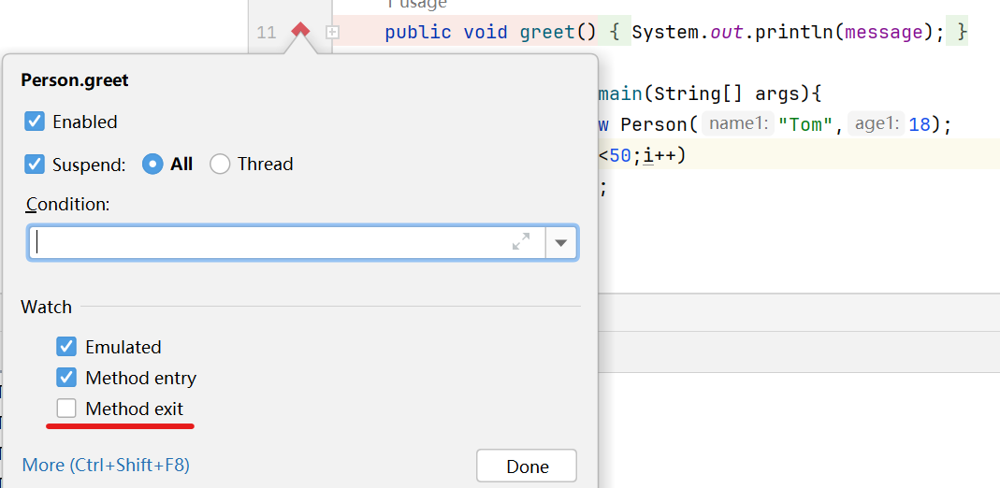 1 usage
11 public void greet() { System.out.println(message); }
Person.greet
main(String[] args){
Enabled
w Person( name1: "Tom", age1: 18);
<50;i++)
Suspend: All Thread
;
Condition:
Watch
Emulated
Method entry
Method exit
More (Ctrl+Shift+F8) Done